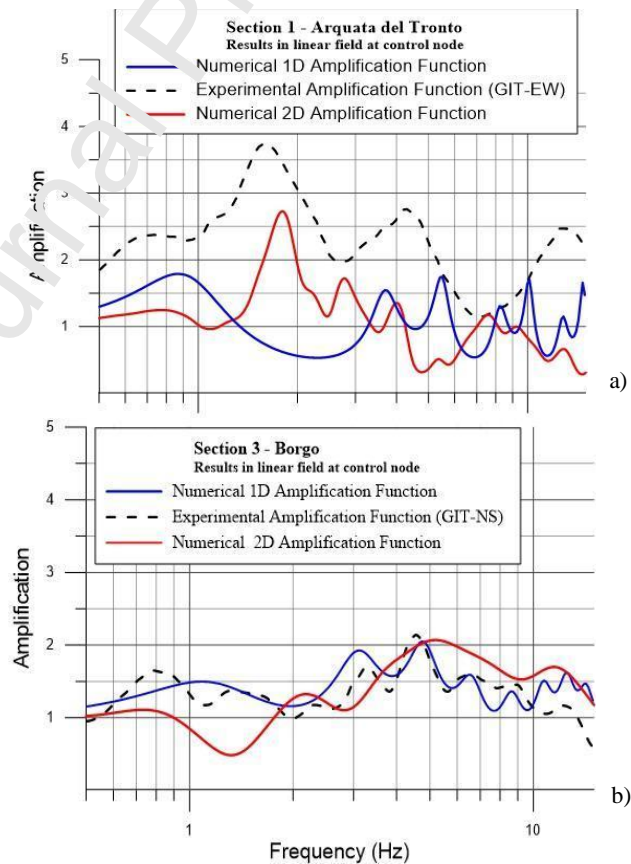 Section 1 - Arquata del Tronto
Results in linear field at control node
Numerical 1D Amplification Function
Experimental Amplification Function (GIT-EW)
Numerical 2D Amplification Function
5
4
3
2
1
a)
Section 3 - Borgo
Results in linear field at control node
Numerical 1D Amplification Function
Experimental Amplification Function (GIT-NS)
Numerical 2D Amplification Function
5
4
3
2
1
Amplification
b)
1
10
Frequency (Hz)